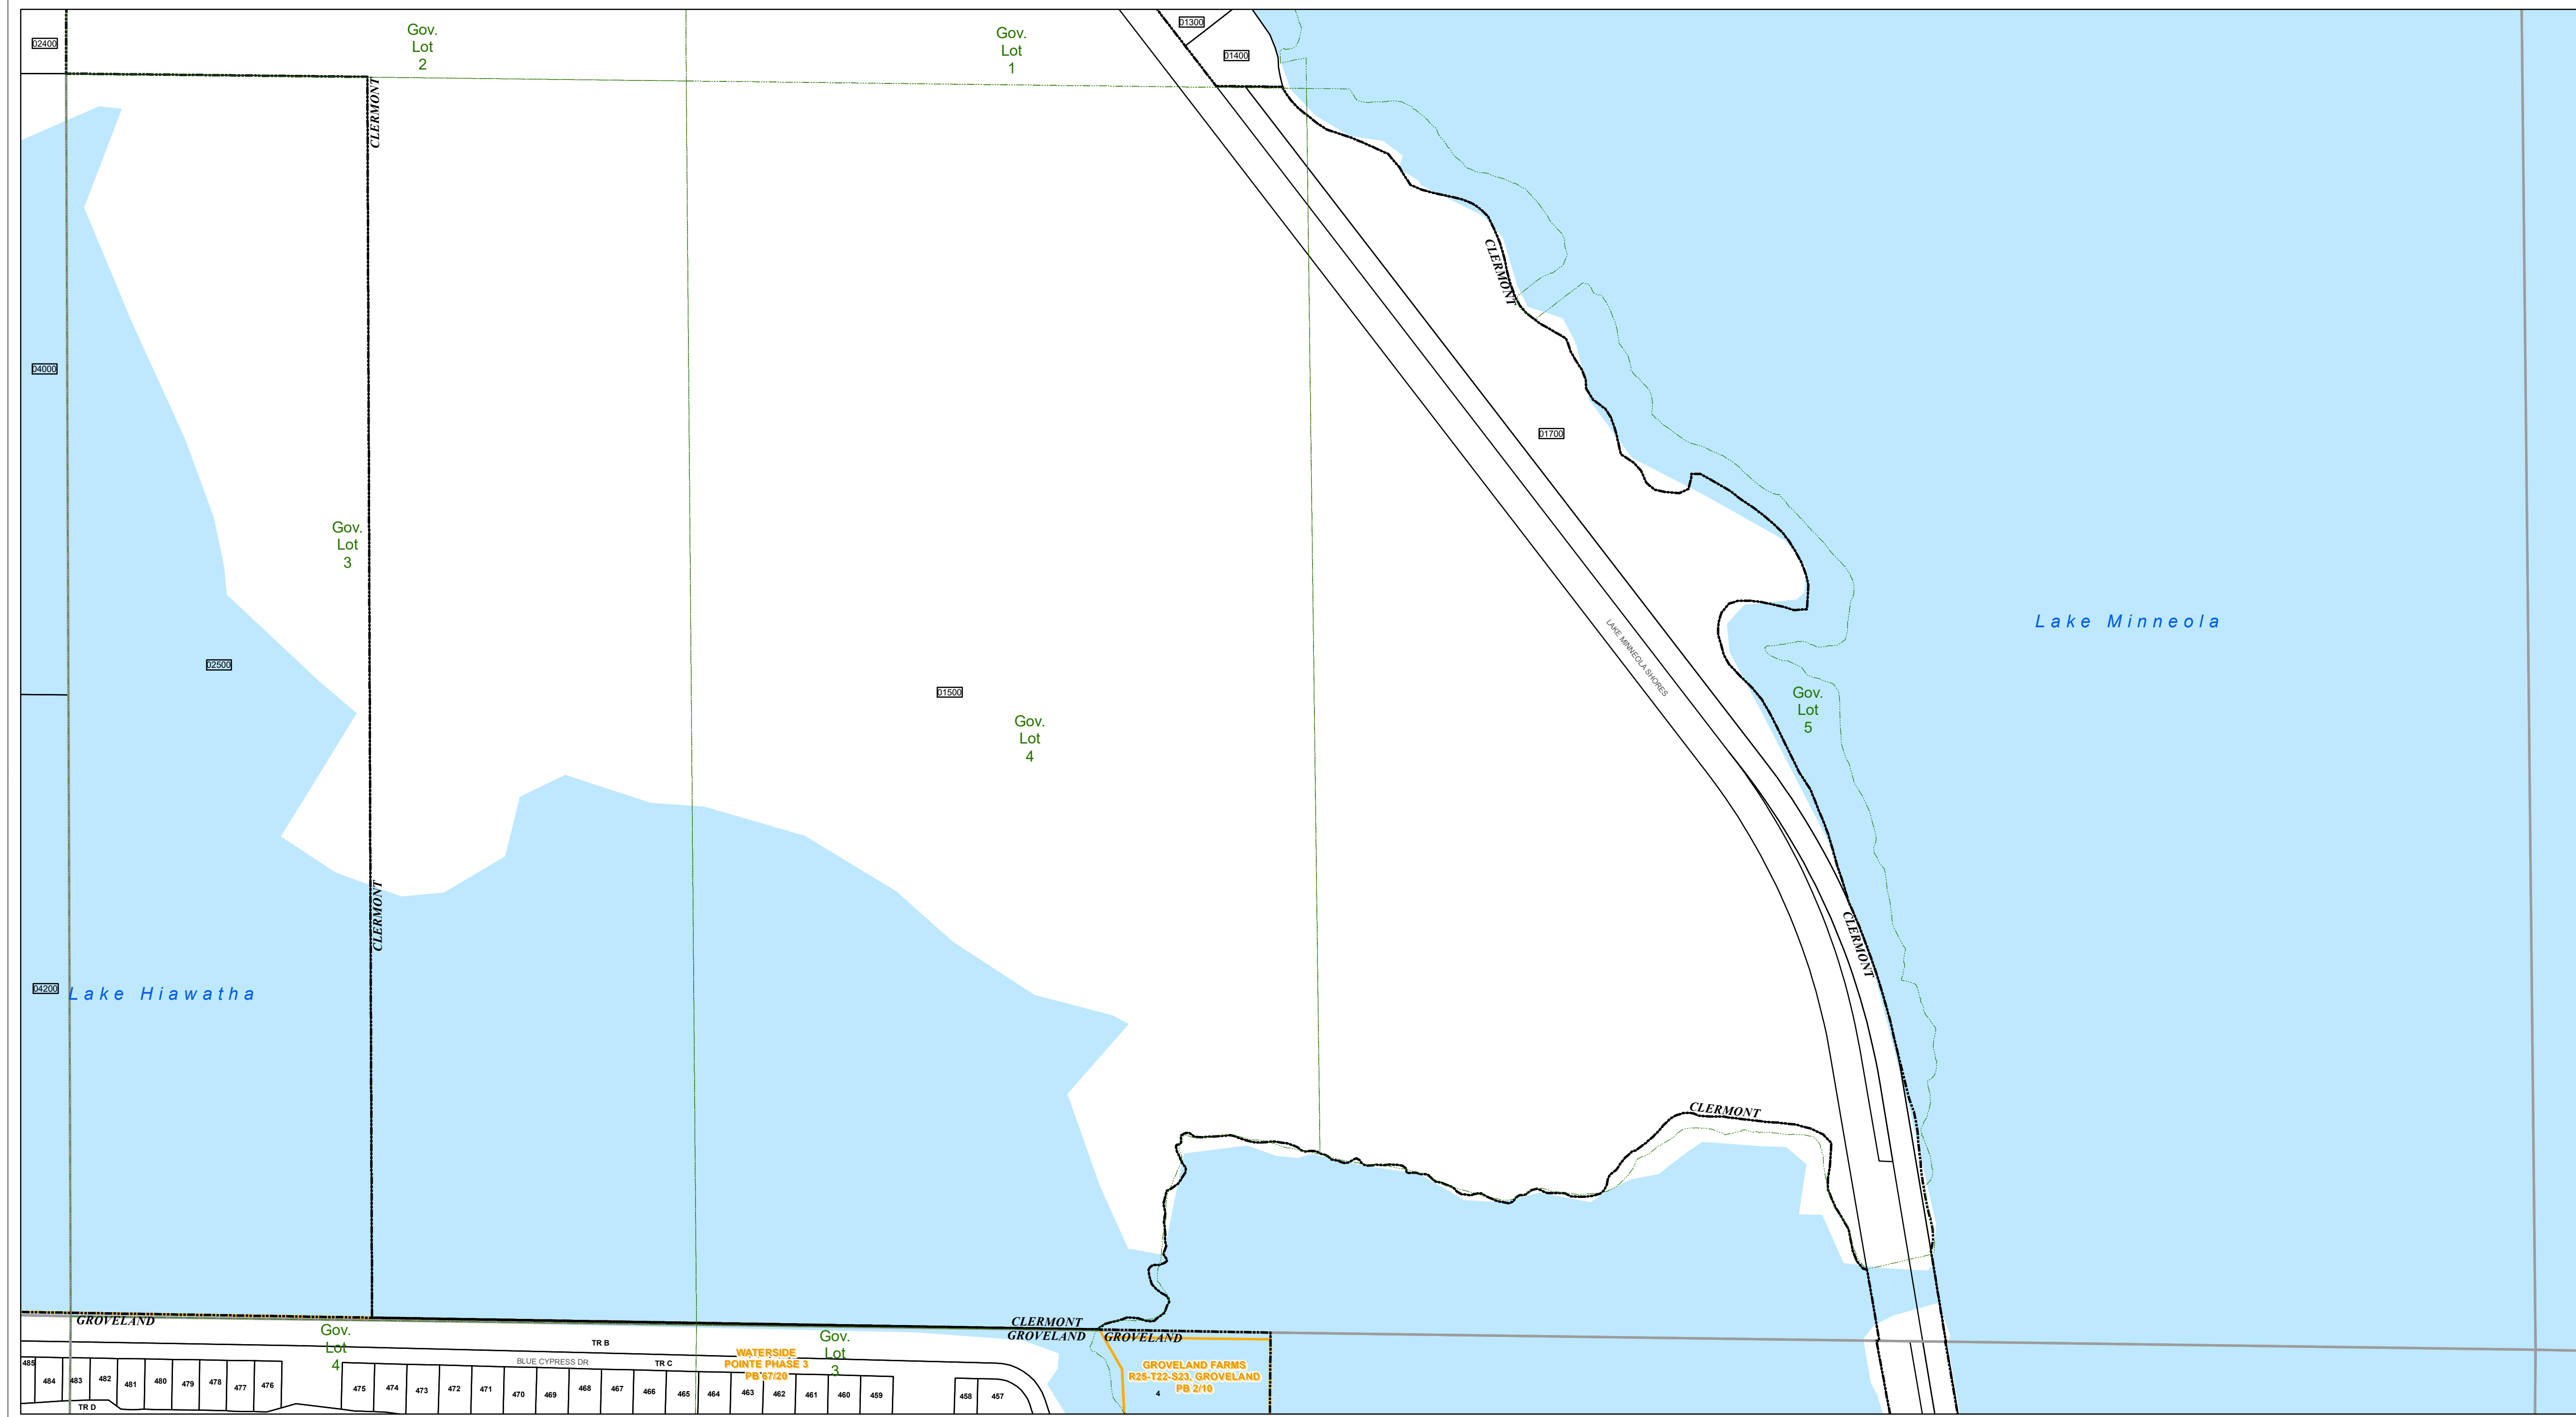 01300
02400
Gov.
Lot
2
Gov.
Lot
1
01400
CLERMONT
CLERMONT
04000
01700
Gov.
Lot
3
Lake Minneola
LAKE MINNEOLA SHORES
02500
01500
Gov.
Lot
5
Gov.
Lot
4
CLERMONT
CLERMONT
04200
Lake Hiawatha
CLERMONT
GROVELAND
CLERMONT
GROVELAND
GROVELAND
Gov.
Lot
4
Gov.
Lot
3
TR B
BLUE CYPRESS DR
TR C
WATERSIDE
POINTE PHASE 3
PB 67/20
GROVELAND FARMS
R25-T22-S23, GROVELAND
PB 2/10
4
485
484
483
482
481
480
479
478
477
476
475
474
473
472
471
470
469
468
467
466
465
464
463
462
461
460
459
458
457
TR D